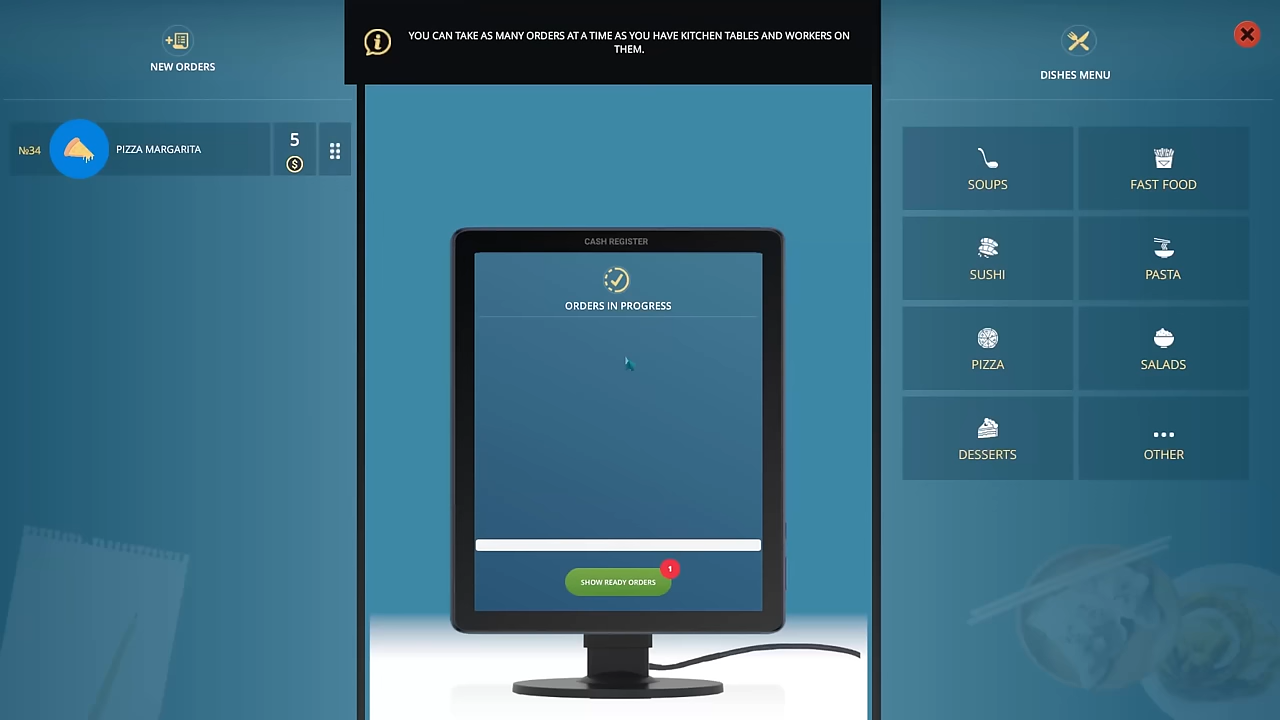 NEW ORDERS
YOU CAN TAKE AS MANY ORDERS AT A TIME AS YOU HAVE KITCHEN TABLES AND WORKERS ON
THEM.
DISHES MENU
№34
PIZZA MARGARITA
5
CASH REGISTER
ORDERS IN PROGRESS
SHOW READY ORDERS
1
SOUPS
FAST FOOD
SUSHI
PASTA
PIZZA
SALADS
DESSERTS
OTHER